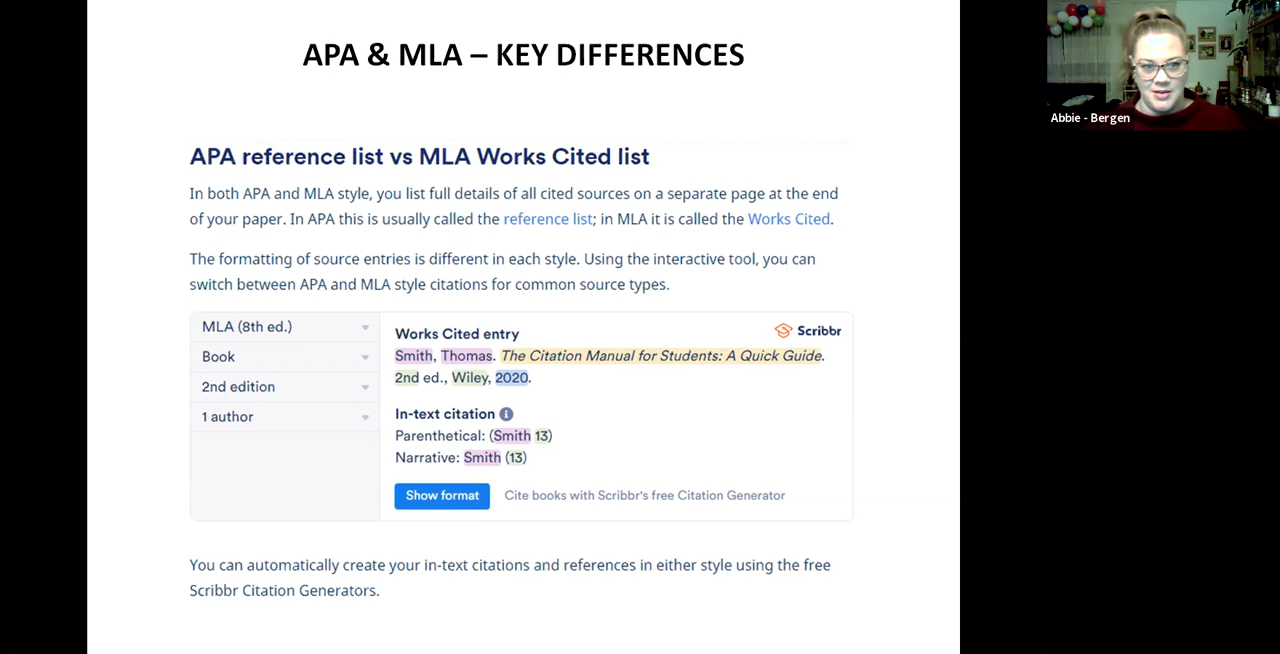 APA & MLA – KEY DIFFERENCES
Abbie - Bergen
APA reference list vs MLA Works Cited list
In both APA and MLA style, you list full details of all cited sources on a separate page at the end
of your paper. In APA this is usually called the reference list; in MLA it is called the Works Cited.
The formatting of source entries is different in each style. Using the interactive tool, you can
switch between APA and MLA style citations for common source types.
MLA (8th ed.)
Book
2nd edition
1 author
Works Cited entry
Scribbr
Smith, Thomas. The Citation Manual for Students: A Quick Guide.
2nd ed., Wiley, 2020.
In-text citation
Parenthetical: (Smith 13)
Narrative: Smith (13)
Show format
Cite books with Scribbr's free Citation Generator
You can automatically create your in-text citations and references in either style using the free
Scribbr Citation Generators.